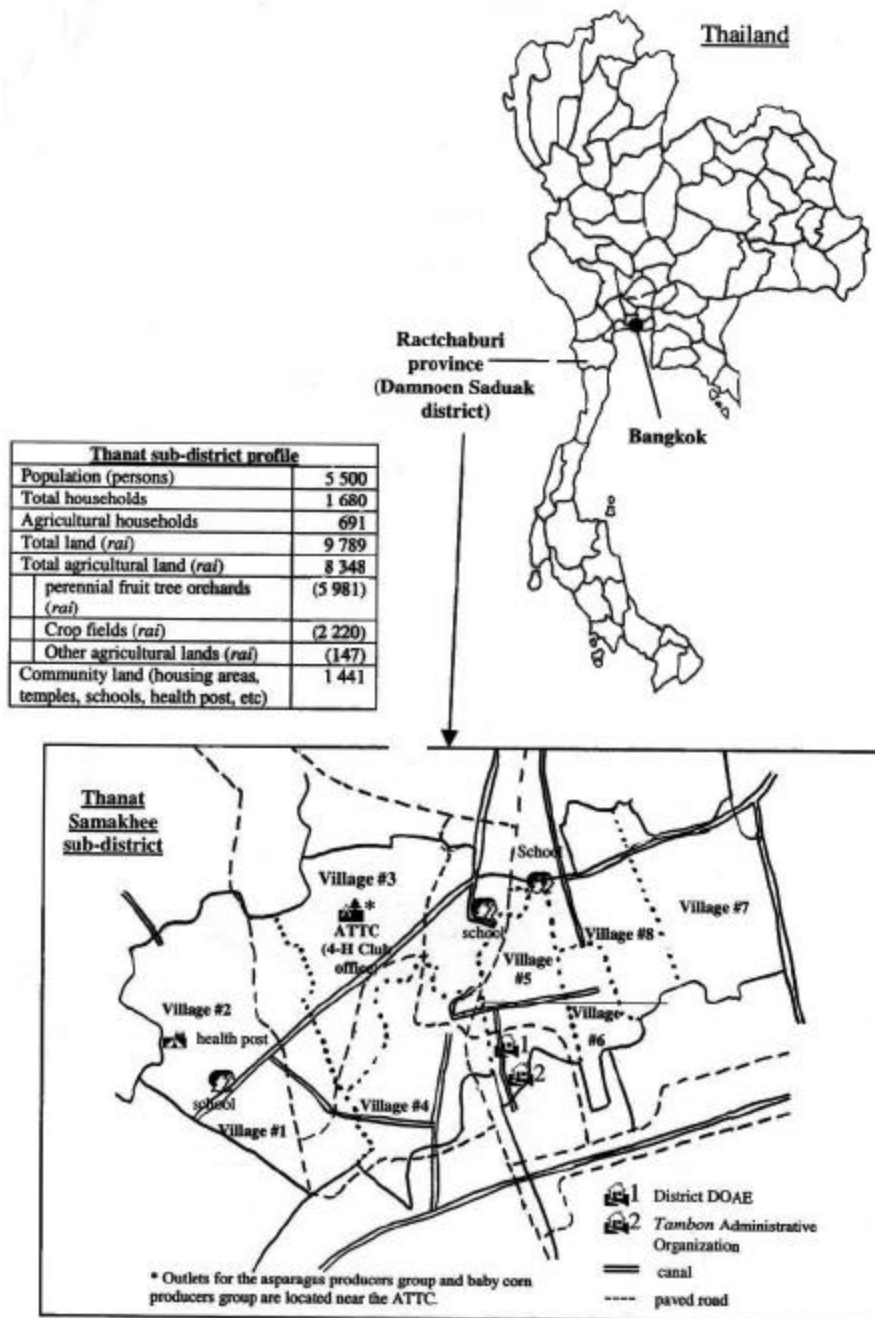 Thailand
Ractchaburi
province
(Damnoen Saduak
district)
Bangkok
Thanat sub-district profile
Population (persons) 5 500
Total households 1 680
Agricultural households 691
Total land (rai) 9 789
Total agricultural land (rai) 8 348
perennial fruit tree orchards (5 981)
(rai)
Crop fields (rai) (2 220)
Other agricultural lands (rai) (147)
Community land (housing areas, 1 441
temples, schools, health post, etc)
Thanat
Samakhee
sub-district
School
Village #3
*
ATTC
(4-H Club
office)
school
Village #7
Village #8
Village
#5
Village #2
health post
Village
#6
1
2
school
Village #4
Village #1
1 District DOAE
2 Tambon Administrative
Organization
canal
paved road
* Outlets for the asparagus producers group and baby corn
producers group are located near the ATTC.